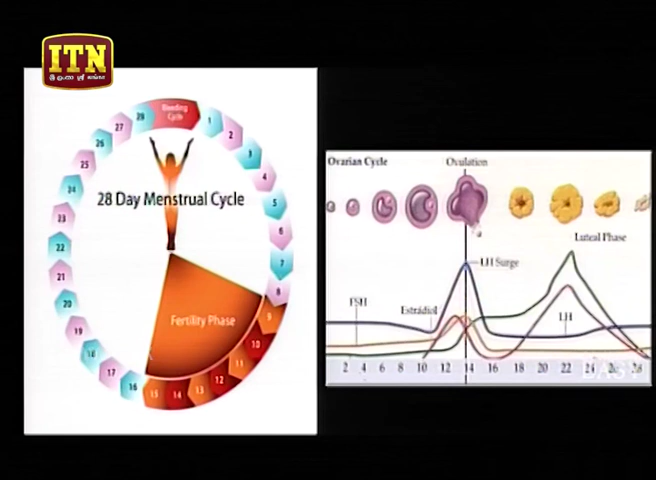 ITN
ශ්‍රී ලංකා ශ්‍රී லங்கா
28 Day Menstrual Cycle
Bleeding
Cycle
1
2
3
4
5
6
7
8
9
10
11
12
13
14
15
16
17
18
19
20
21
22
23
24
25
26
27
28
Fertility Phase
Ovarian Cycle
Ovulation
Luteal Phase
LH Surge
FSH
Estradiol
LH
2 4 6 8 10 12 14 16 18 20 22 24 26 28